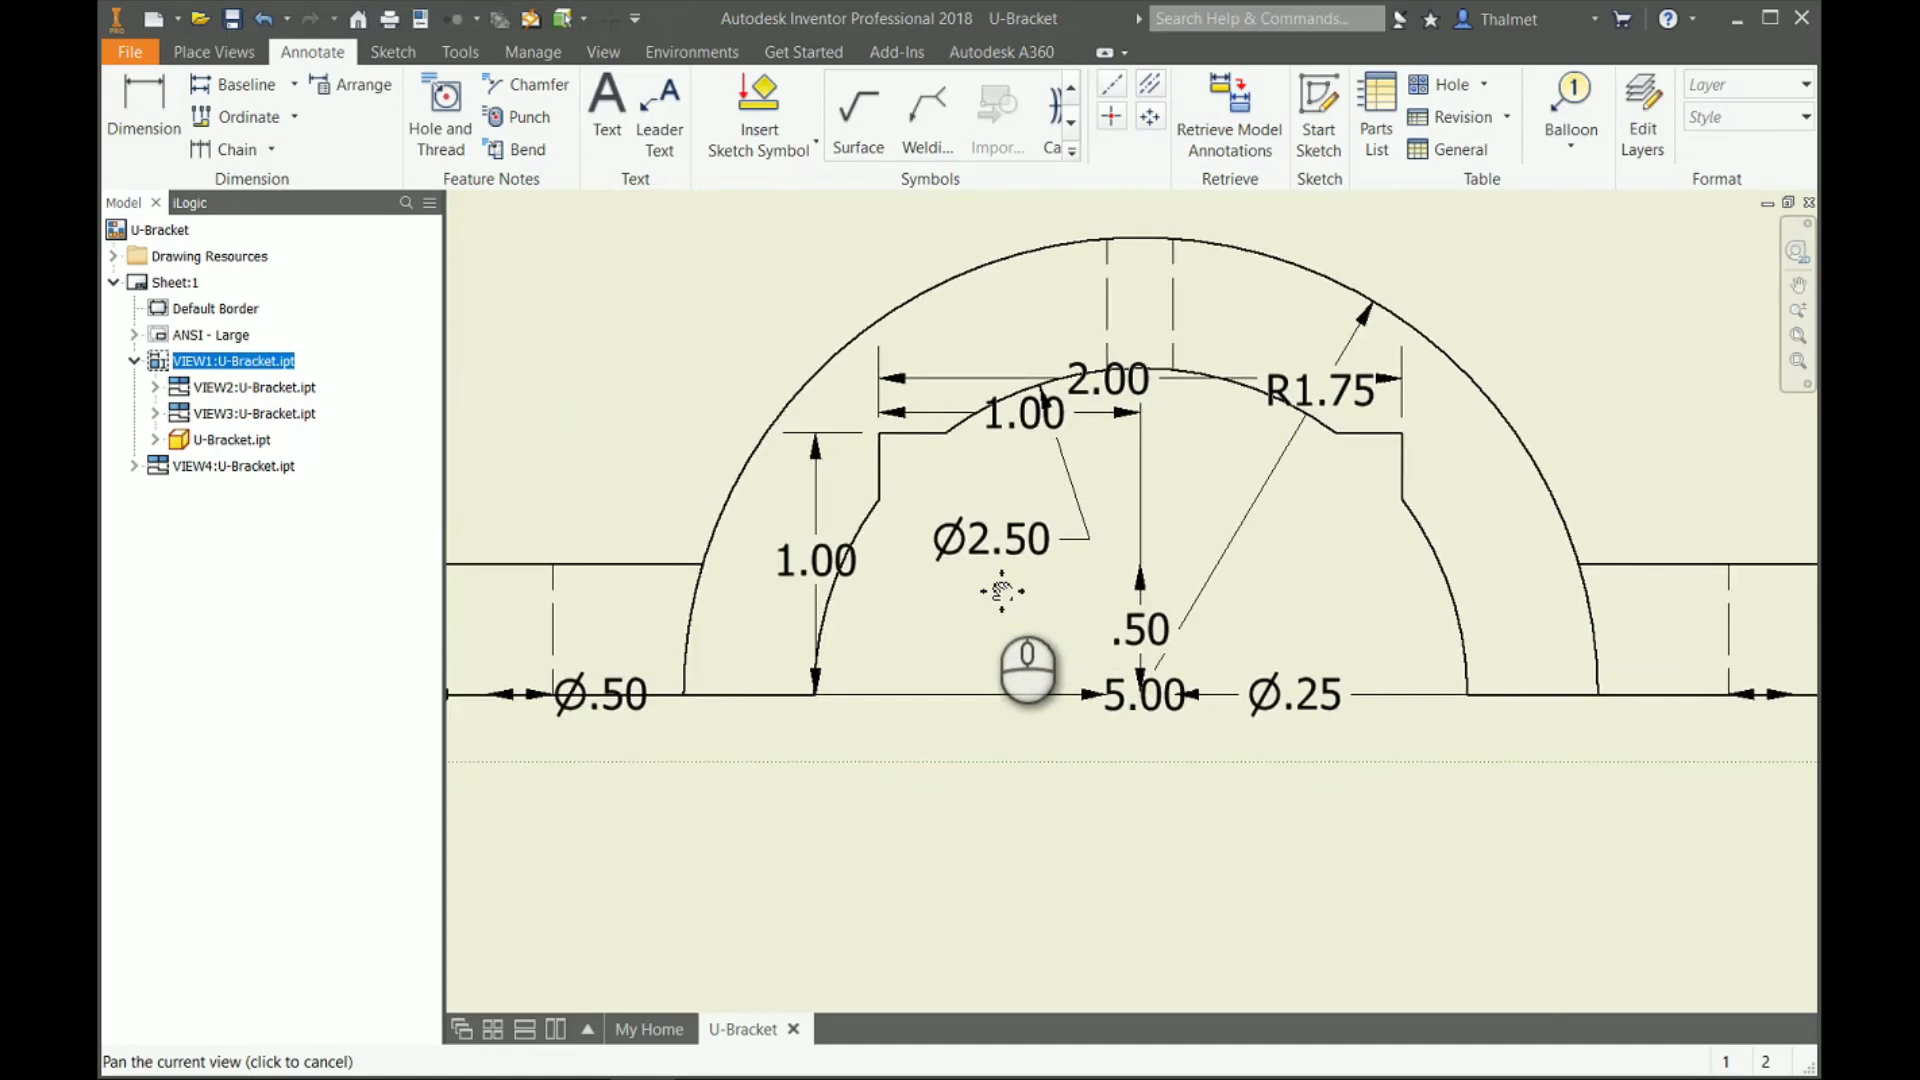 PRO
Autodesk Inventor Professional 2018 U-Bracket
Search Help & Commands...
Thalmet
File Place Views Annotate Sketch Tools Manage View Environments Get Started Add-Ins Autodesk A360
Dimension
Baseline
Arrange
Ordinate
Chain
Dimension
Hole and
Thread
Chamfer
Punch
Bend
Feature Notes
Text
Leader
Text
Text
Insert
Sketch Symbol
Surface
Weldi...
Impor...
Ca
Symbols
Retrieve Model
Annotations
Retrieve
Start
Sketch
Sketch
Parts
List
Hole
Revision
General
Table
1
Balloon
Edit
Layers
Layer
Style
Format
Model
iLogic
U-Bracket
Drawing Resources
Sheet:1
Default Border
ANSI - Large
VIEW1:U-Bracket.ipt
VIEW2:U-Bracket.ipt
VIEW3:U-Bracket.ipt
U-Bracket.ipt
VIEW4:U-Bracket.ipt
2.00
R1.75
1.00
Ø2.50
1.00
.50
Ø.50
5.00
Ø.25
My Home
U-Bracket
Pan the current view (click to cancel)
1 2